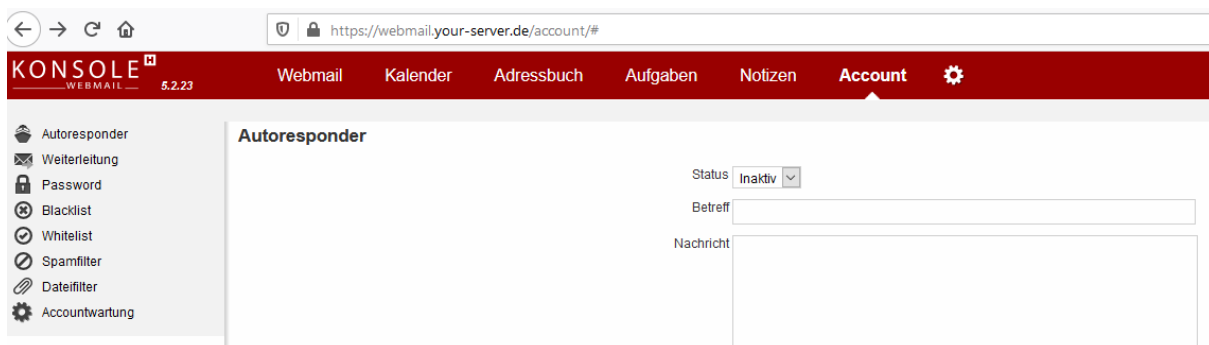 https://webmail.your-server.de/account/#
KONSOLE H
WEBMAIL 5.2.23
Webmail Kalender Adressbuch Aufgaben Notizen Account
Autoresponder
Weiterleitung
Password
Blacklist
Whitelist
Spamfilter
Dateifilter
Accountwartung
Autoresponder
Status Inaktiv
Betreff
Nachricht